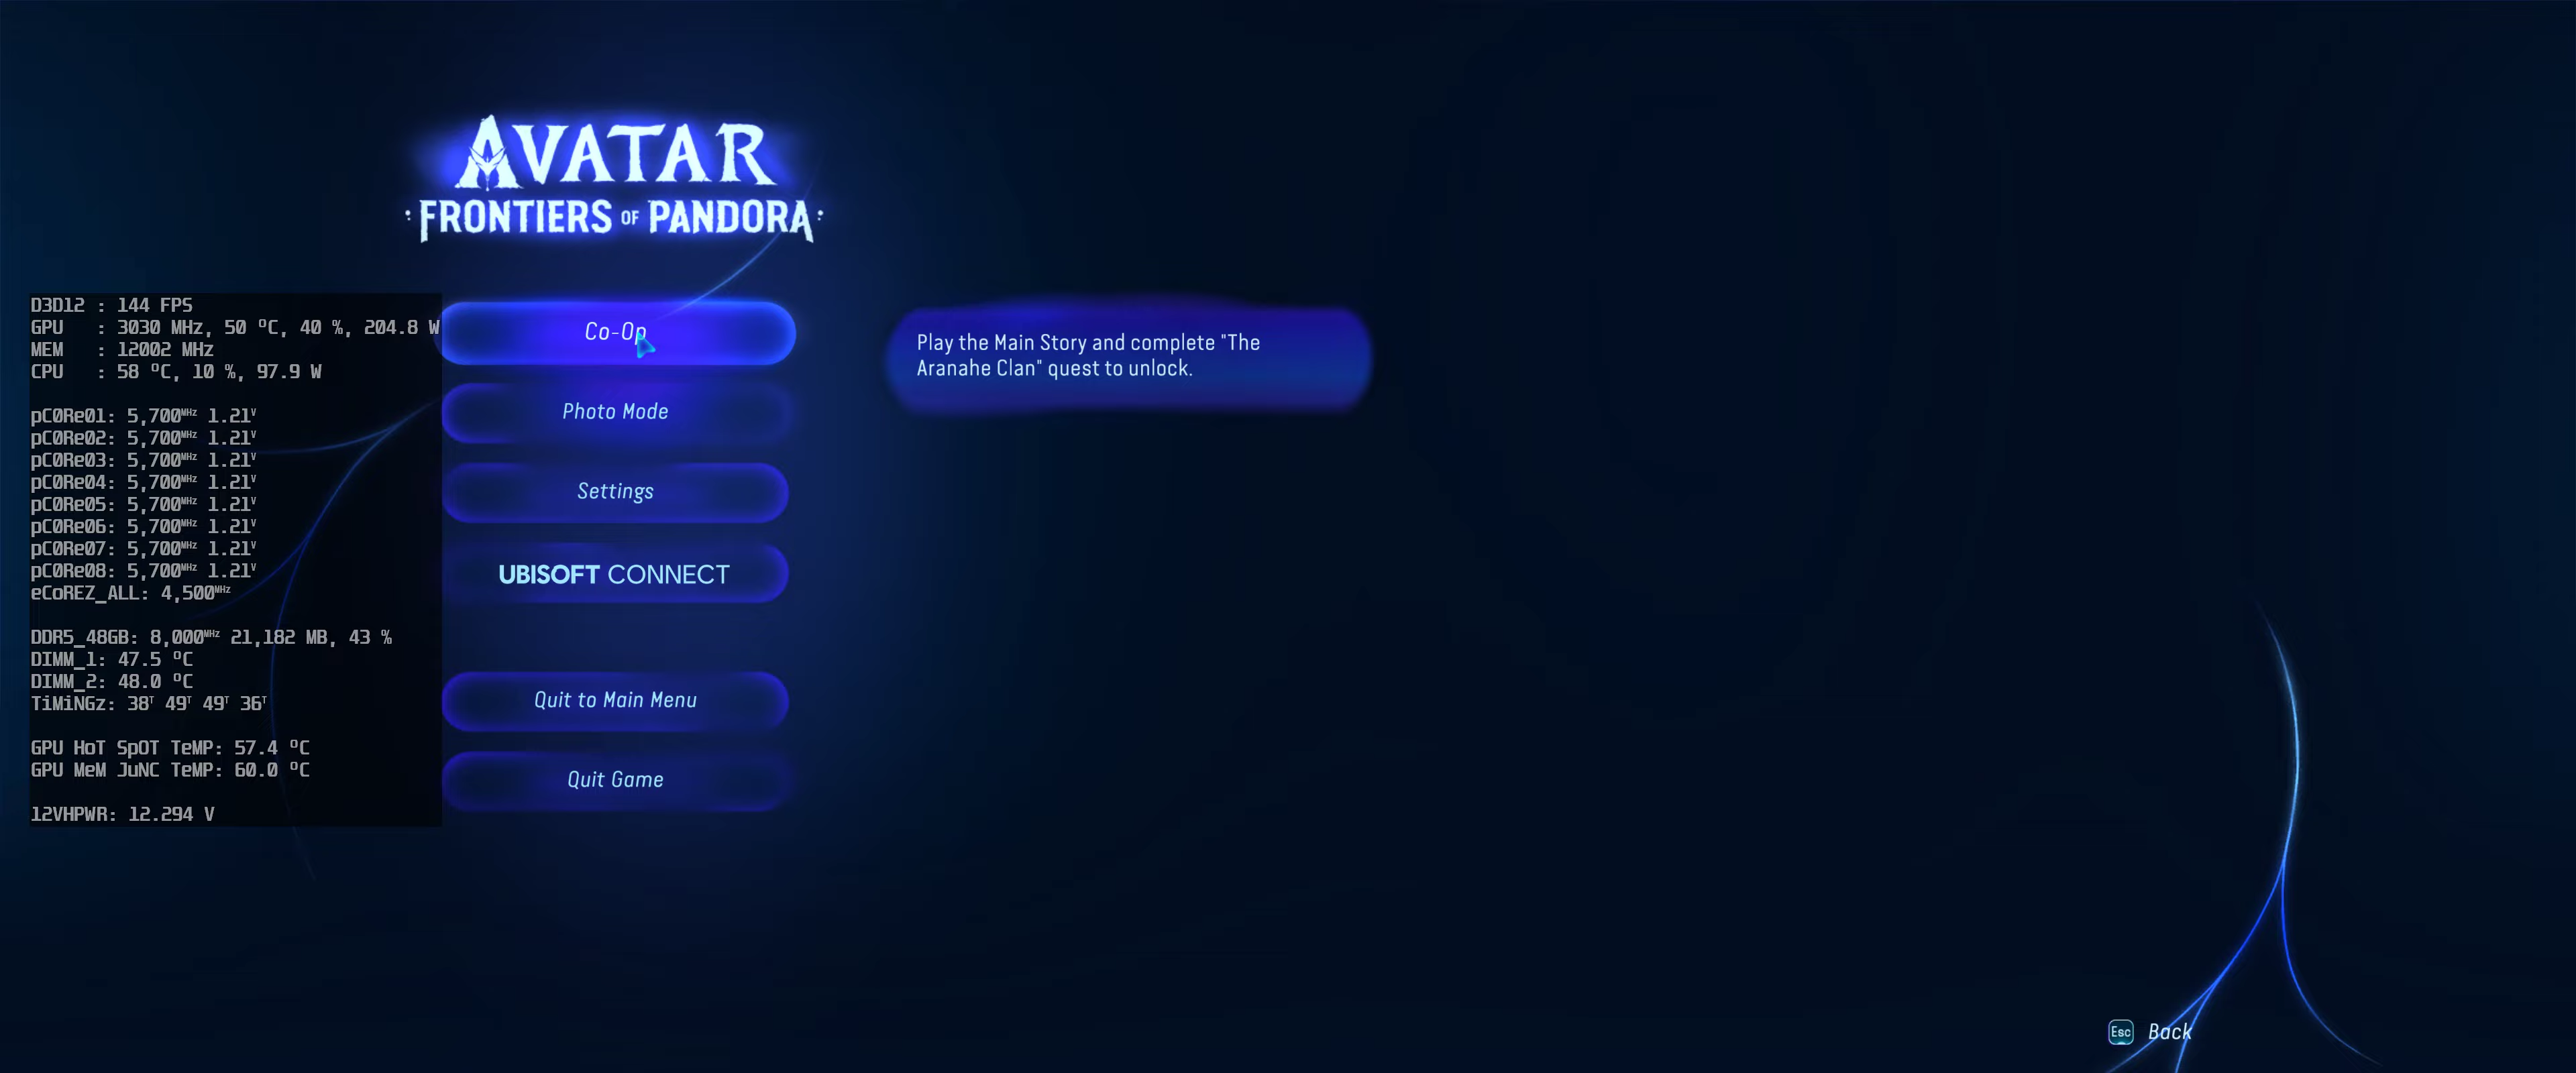 AVATAR
FRONTIERS OF PANDORA
D3D12 : 144 FPS
GPU : 3030 MHz, 50 ºC, 40 %, 204.8 W
MEM : 12002 MHz
CPU : 58 ºC, 10 %, 97.9 W
pC0Re01: 5,700MHz 1.21V
pC0Re02: 5,700MHz 1.21V
pC0Re03: 5,700MHz 1.21V
pC0Re04: 5,700MHz 1.21V
pC0Re05: 5,700MHz 1.21V
pC0Re06: 5,700MHz 1.21V
pC0Re07: 5,700MHz 1.21V
pC0Re08: 5,700MHz 1.21V
eCoREZ_ALL: 4,500MHz
DDR5_48GB: 8,000MHz 21,182 MB, 43 %
DIMM_1: 47.5 ºC
DIMM_2: 48.0 ºC
TiMiNGz: 38T 49T 49T 36T
GPU HoT SpOT TeMP: 57.4 ºC
GPU MeM JuNC TeMP: 60.0 ºC
12VHPWR: 12.294 V
Co-Op
Photo Mode
Settings
UBISOFT CONNECT
Quit to Main Menu
Quit Game
Play the Main Story and complete "The
Aranahe Clan" quest to unlock.
Esc Back